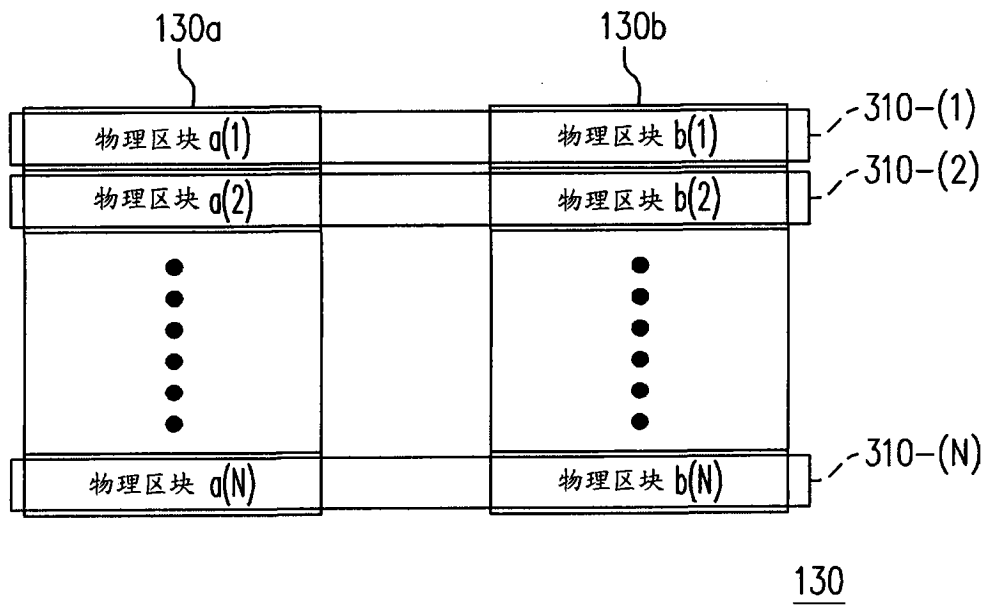 130a 130b
物理区块 a(1) 物理区块 b(1) 310-(1)
物理区块 a(2) 物理区块 b(2) 310-(2)
物理区块 a(N) 物理区块 b(N) 310-(N)
130